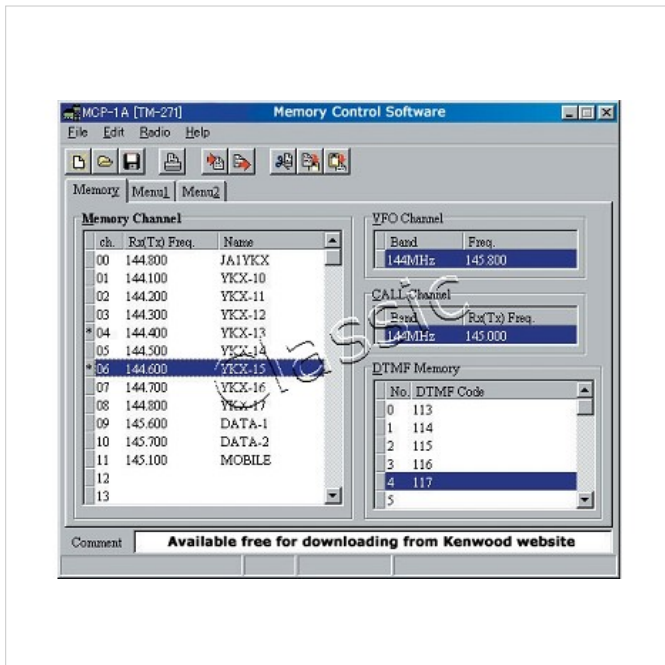 MCP-1A [TM-271] Memory Control Software
File Edit Radio Help
Memory Menu1 Menu2
Memory Channel
ch. Rx(Tx) Freq. Name
00 144.800 JA1YKX
01 144.100 YKX-10
02 144.200 YKX-11
03 144.300 YKX-12
* 04 144.400 YKX-13
05 144.500 YKX-14
* 06 144.600 YKX-15
07 144.700 YKX-16
08 144.800 YKX-17
09 145.600 DATA-1
10 145.700 DATA-2
11 145.100 MOBILE
12
13
VFO Channel
Band Freq.
144MHz 145.800
CALL Channel
Band Rx(Tx) Freq.
144MHz 145.000
DTMF Memory
No. DTMF Code
0 113
1 114
2 115
3 116
4 117
5
Classic
Comment Available free for downloading from Kenwood website